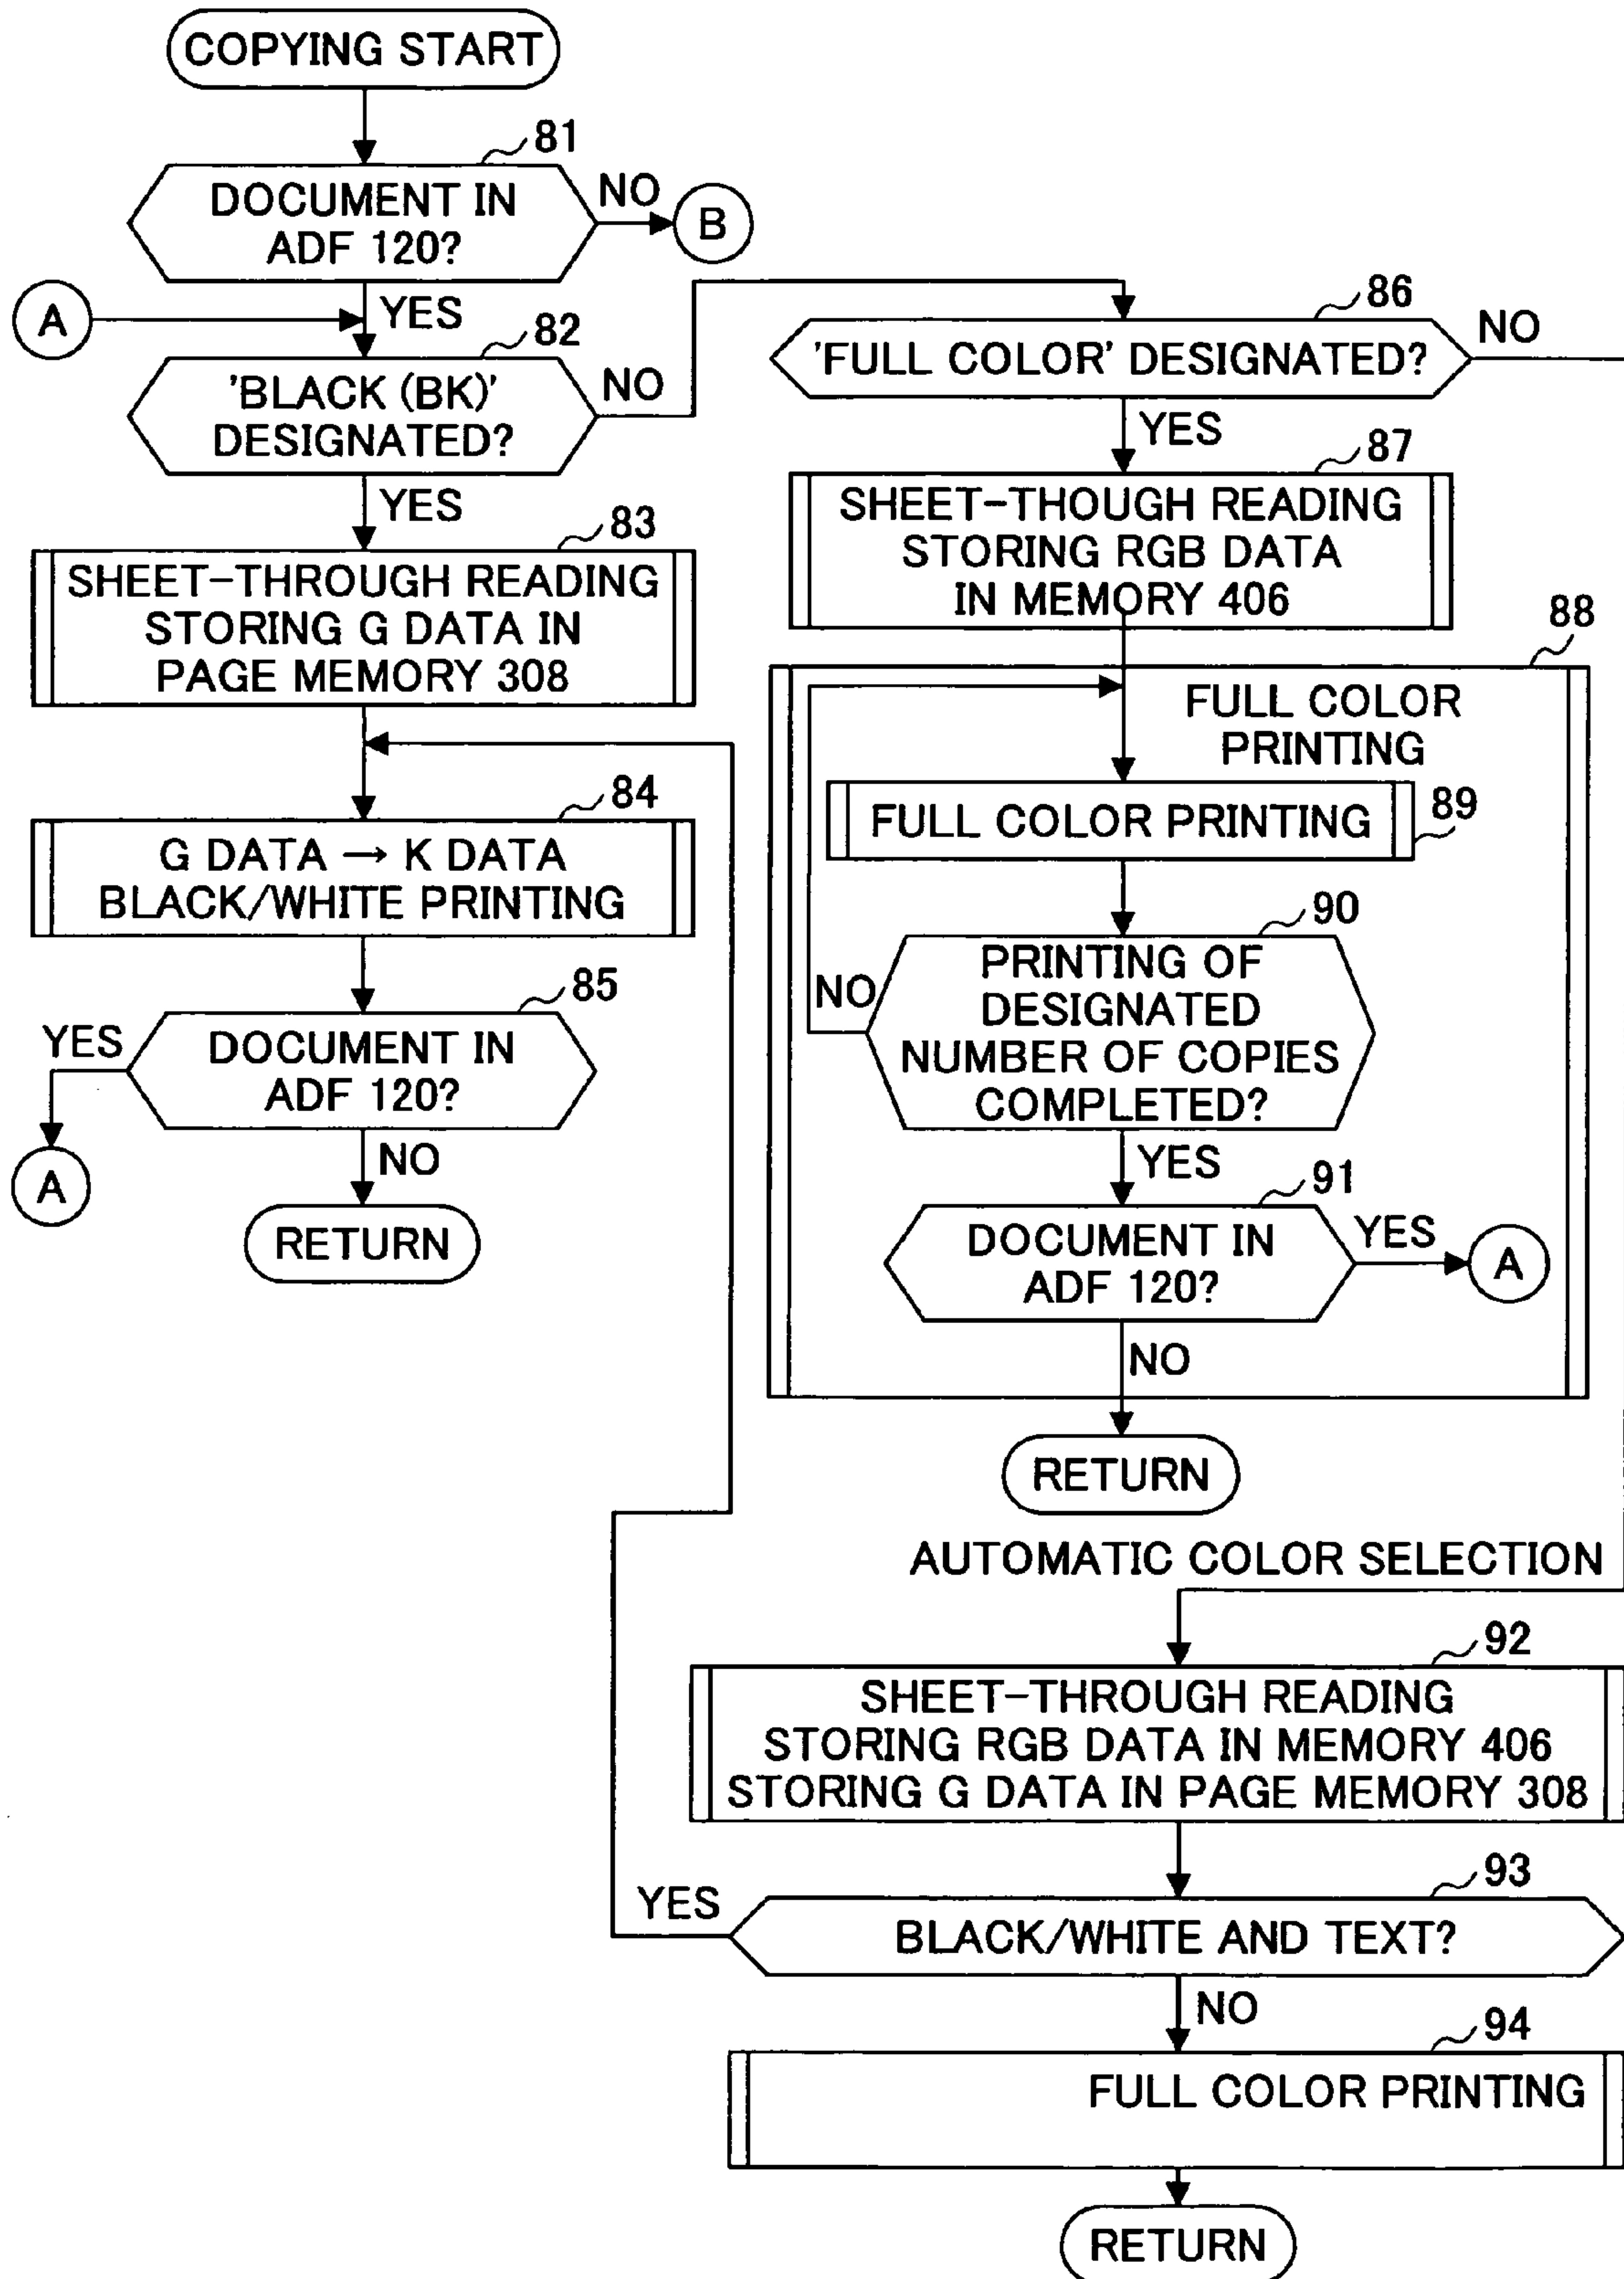 COPYING START
81
DOCUMENT IN
ADF 120?
NO
B
YES
A
82
'BLACK (BK)'
DESIGNATED?
NO
YES
83
SHEET-THROUGH READING
STORING G DATA IN
PAGE MEMORY 308
84
G DATA → K DATA
BLACK/WHITE PRINTING
85
YES
DOCUMENT IN
ADF 120?
A
NO
RETURN
86
'FULL COLOR' DESIGNATED?
NO
YES
87
SHEET-THOUGH READING
STORING RGB DATA
IN MEMORY 406
88
FULL COLOR
PRINTING
FULL COLOR PRINTING
89
90
PRINTING OF
DESIGNATED
NUMBER OF COPIES
COMPLETED?
NO
YES
91
DOCUMENT IN
ADF 120?
YES
A
NO
RETURN
AUTOMATIC COLOR SELECTION
92
SHEET-THROUGH READING
STORING RGB DATA IN MEMORY 406
STORING G DATA IN PAGE MEMORY 308
93
YES
BLACK/WHITE AND TEXT?
NO
94
FULL COLOR PRINTING
RETURN